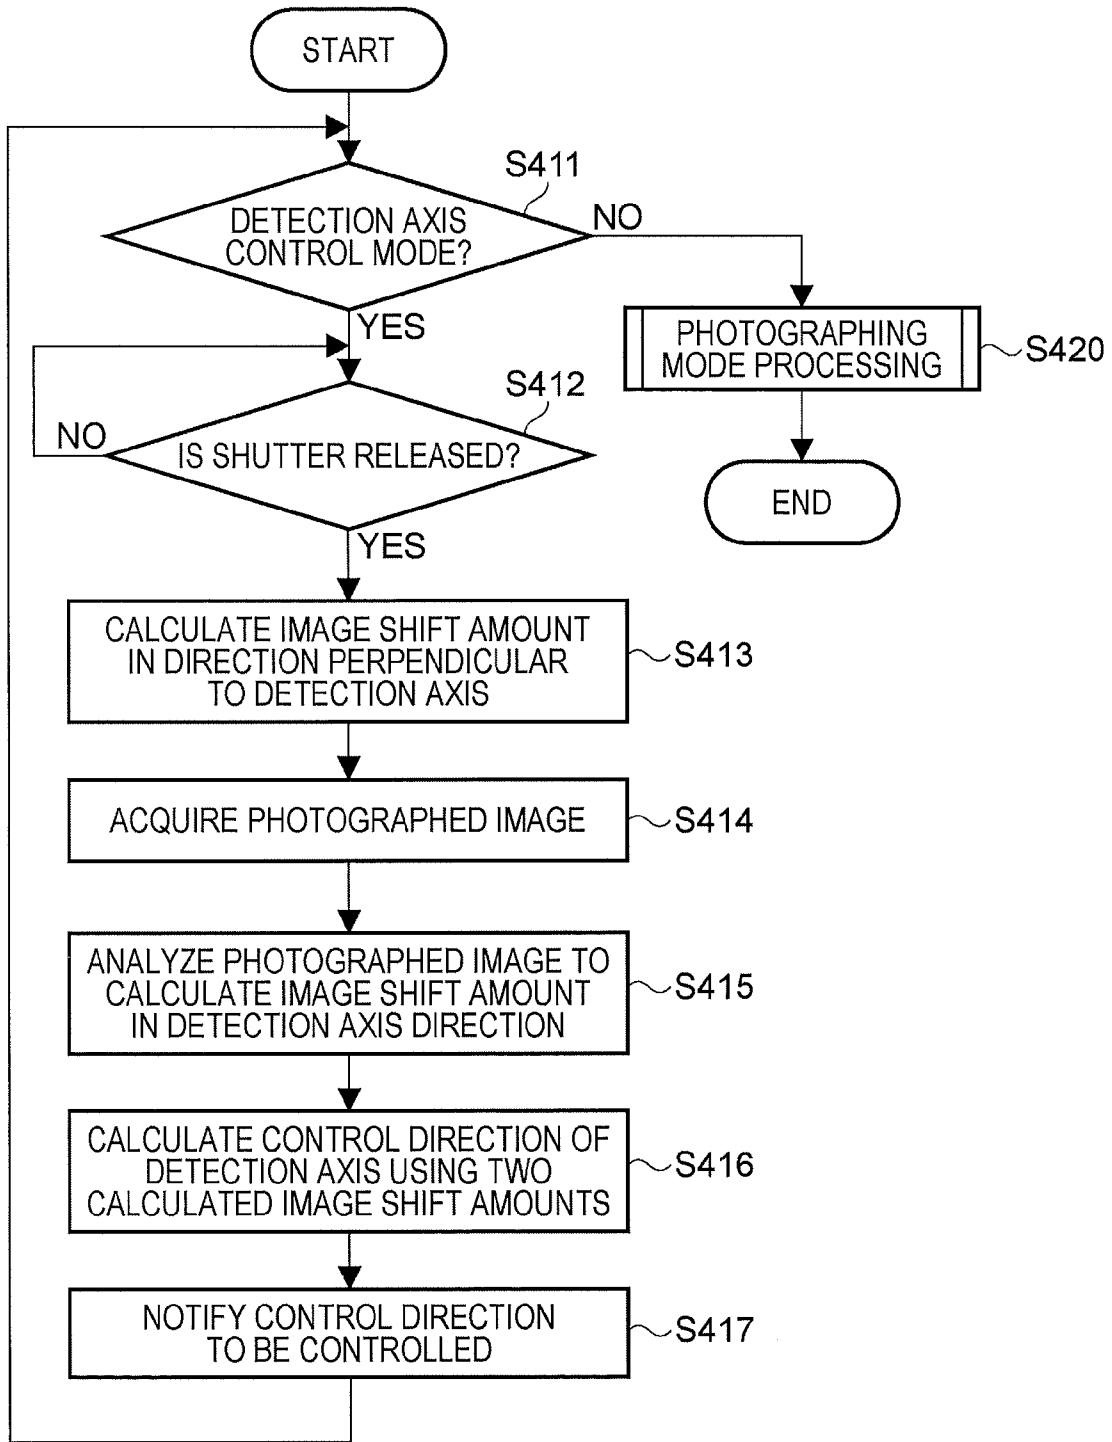 START
S411
DETECTION AXIS
CONTROL MODE?
NO
YES
PHOTOGRAPHING
MODE PROCESSING
S420
END
S412
NO
IS SHUTTER RELEASED?
YES
CALCULATE IMAGE SHIFT AMOUNT
IN DIRECTION PERPENDICULAR
TO DETECTION AXIS
S413
ACQUIRE PHOTOGRAPHED IMAGE
S414
ANALYZE PHOTOGRAPHED IMAGE TO
CALCULATE IMAGE SHIFT AMOUNT
IN DETECTION AXIS DIRECTION
S415
CALCULATE CONTROL DIRECTION OF
DETECTION AXIS USING TWO
CALCULATED IMAGE SHIFT AMOUNTS
S416
NOTIFY CONTROL DIRECTION
TO BE CONTROLLED
S417